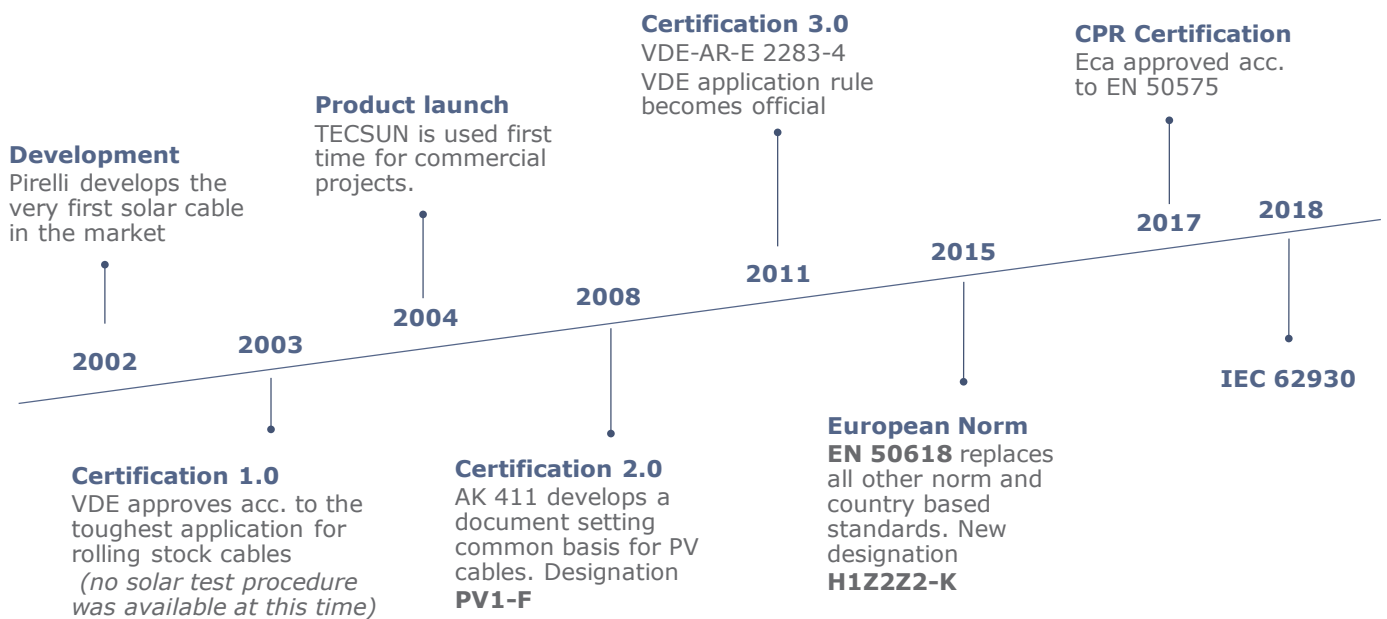 Development
Pirelli develops the
very first solar cable
in the market
2002
2003
Certification 1.0
VDE approves acc. to the
toughest application for
rolling stock cables
(no solar test procedure
was available at this time)
Product launch
TECSUN is used first
time for commercial
projects.
2004
2008
Certification 2.0
AK 411 develops a
document setting
common basis for PV
cables. Designation
PV1-F
Certification 3.0
VDE-AR-E 2283-4
VDE application rule
becomes official
2011
2015
European Norm
EN 50618 replaces
all other norm and
country based
standards. New
designation
H1Z2Z2-K
CPR Certification
Eca approved acc.
to EN 50575
2017
2018
IEC 62930